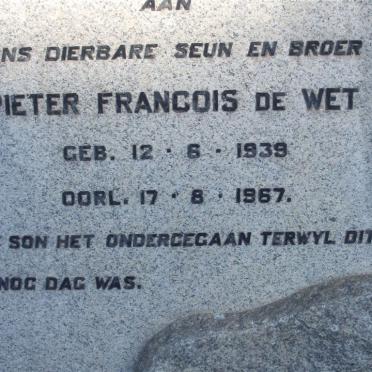 AAN
ONS DIERBARE SEUN EN BROER
PIETER FRANCOIS DE WET
GEB. 12 · 6 · 1939
OORL. 17 · 8 · 1967.
SON HET ONDERGEGAAN TERWYL DIT
NOG DAG WAS.